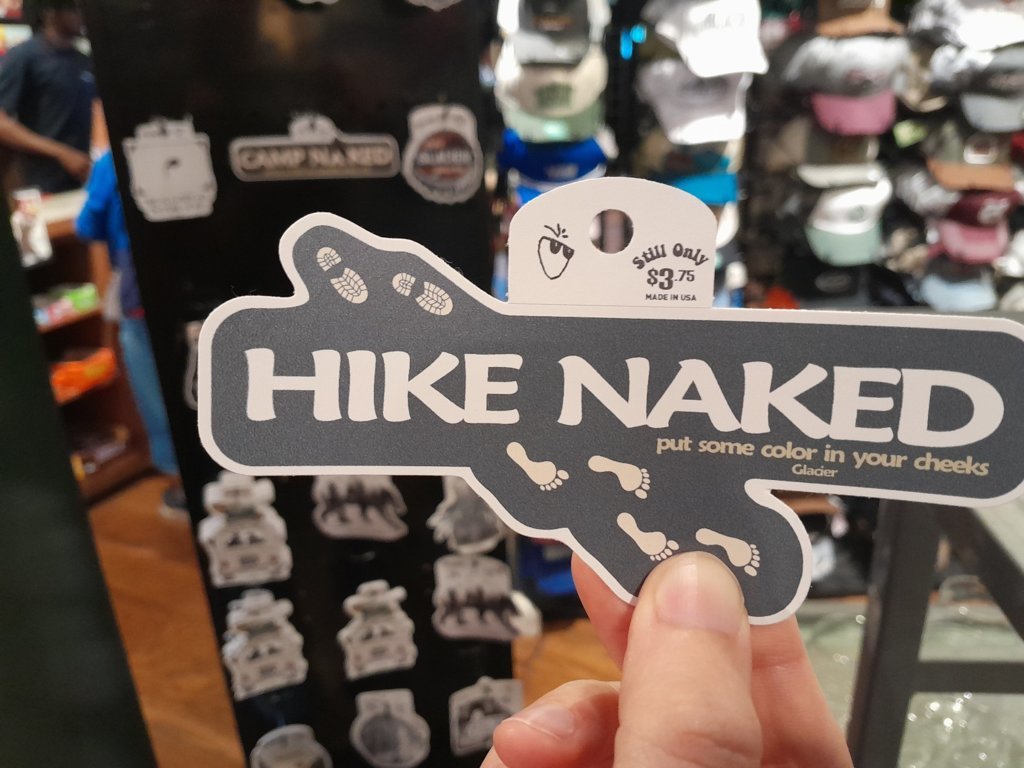 CAMP NAKED
Still Only
$3.75
MADE IN USA
HIKE NAKED
put some color in your cheeks
Glacier